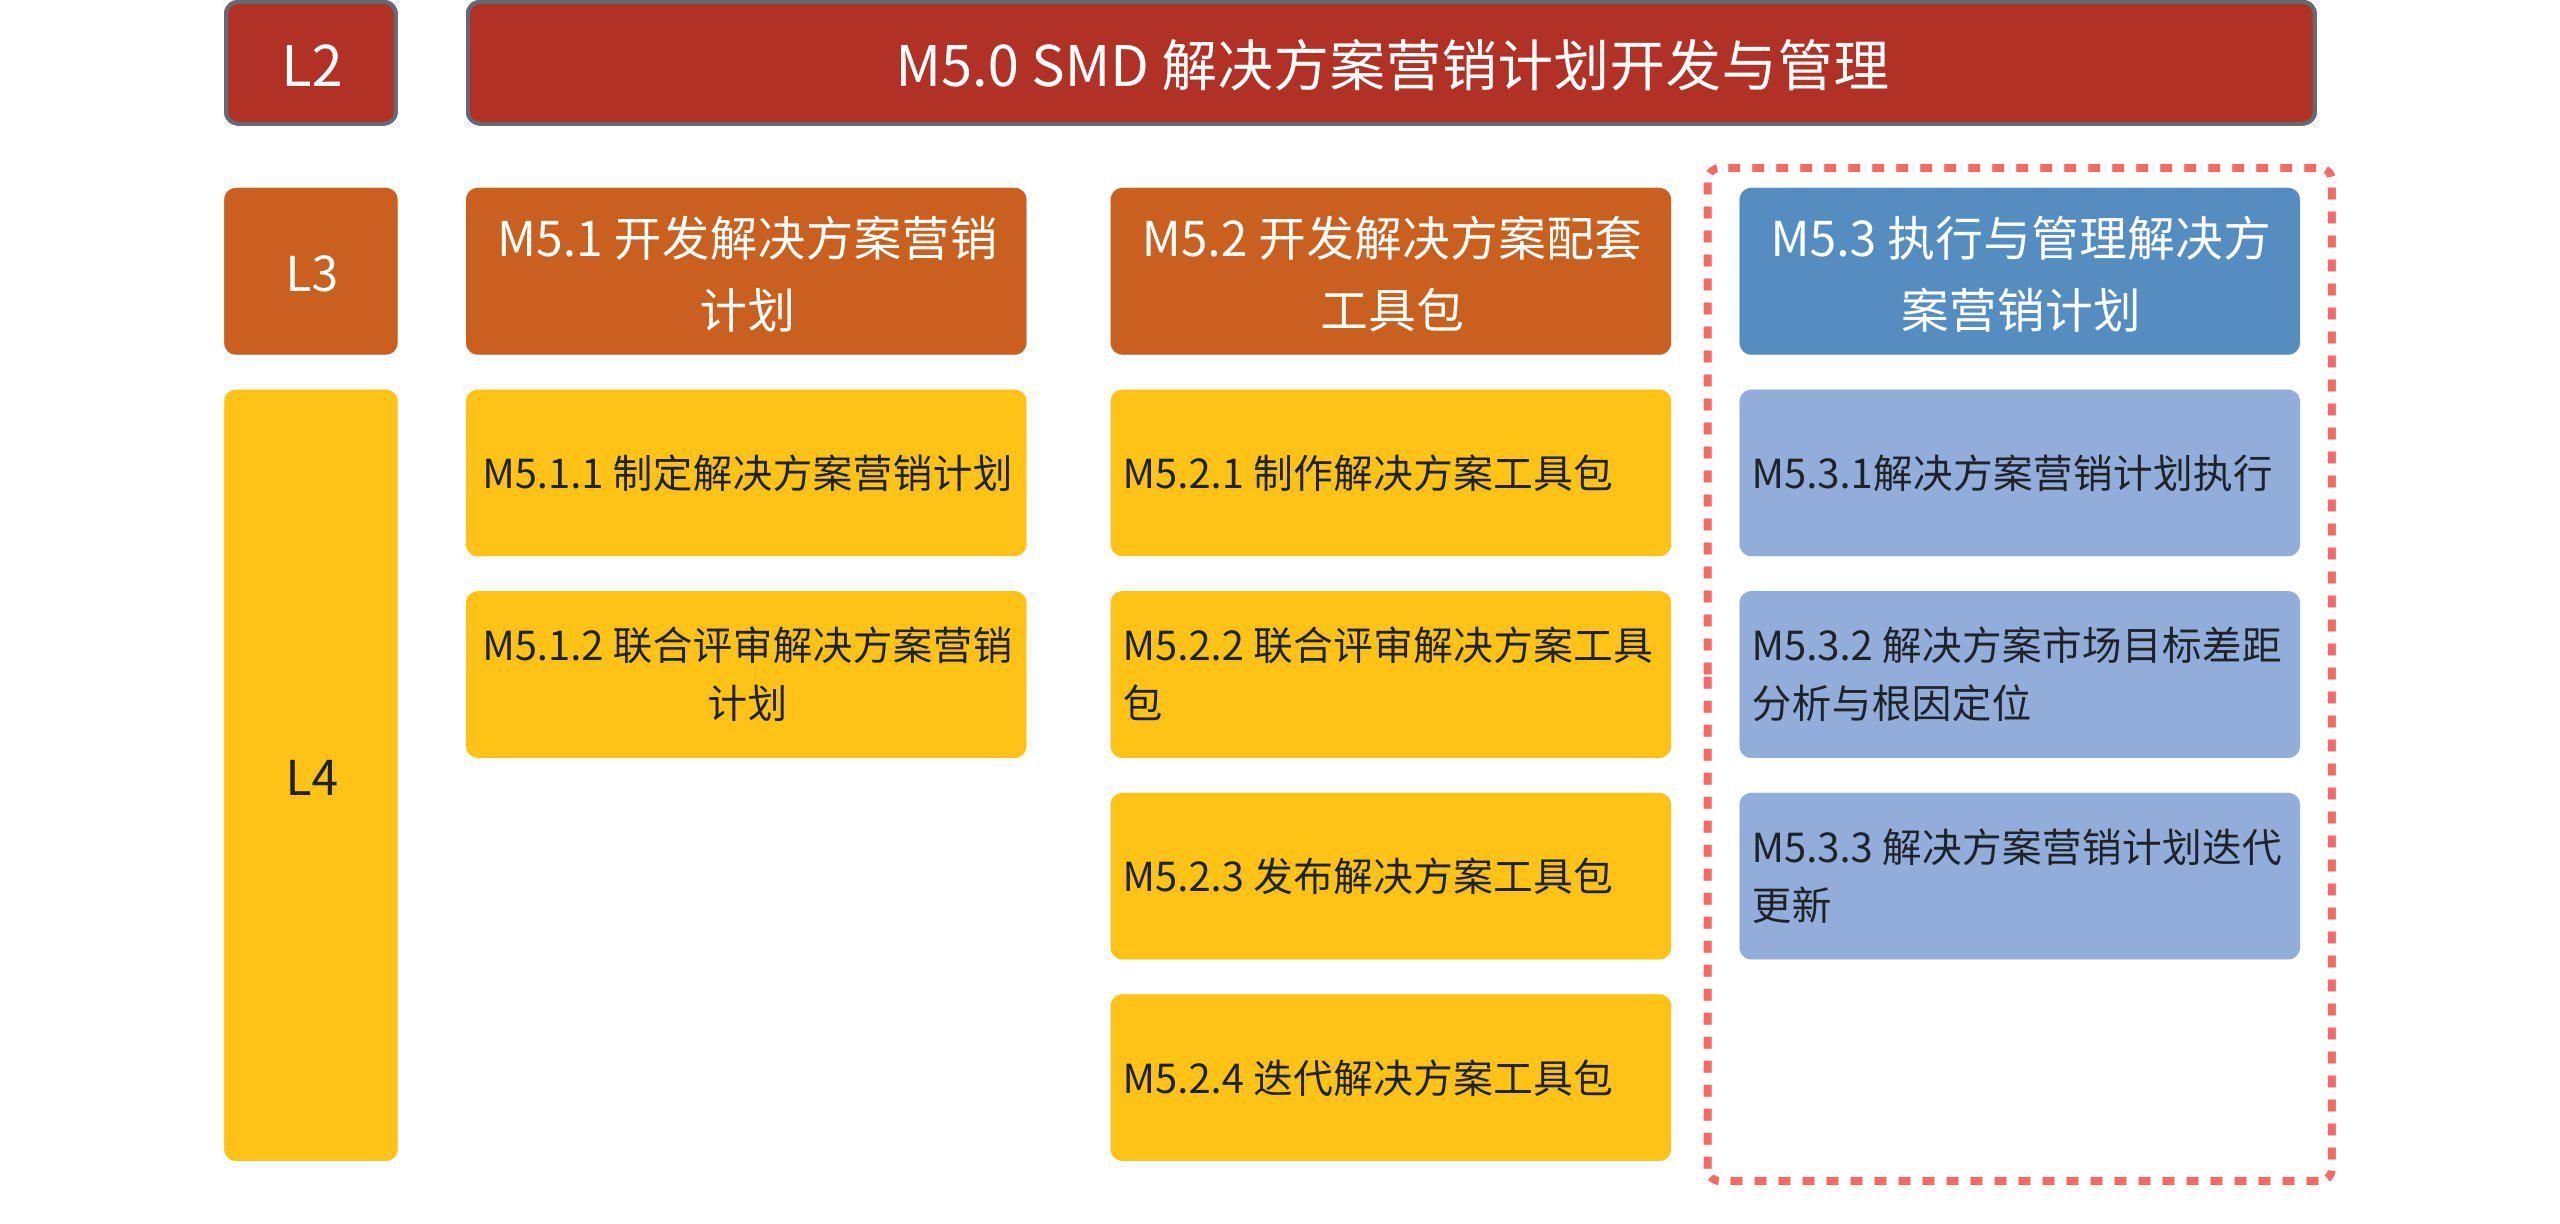 L2
M5.0 SMD 解决方案营销计划开发与管理
L3
M5.1 开发解决方案营销
计划
M5.2 开发解决方案配套
工具包
M5.3 执行与管理解决方
案营销计划
L4
M5.1.1 制定解决方案营销计划
M5.2.1 制作解决方案工具包
M5.3.1解决方案营销计划执行
M5.1.2 联合评审解决方案营销
计划
M5.2.2 联合评审解决方案工具
包
M5.3.2 解决方案市场目标差距
分析与根因定位
M5.2.3 发布解决方案工具包
M5.3.3 解决方案营销计划迭代
更新
M5.2.4 迭代解决方案工具包